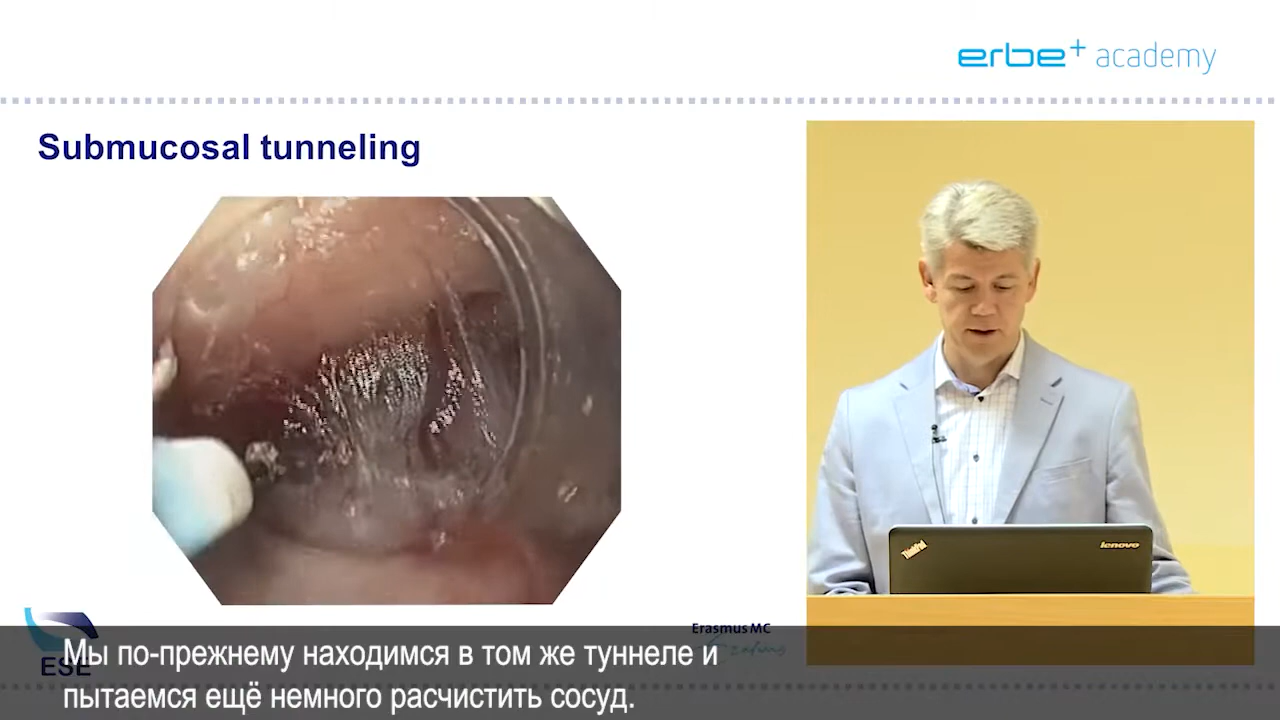 erbe+ academy
Submucosal tunneling
ThinkPad
lenovo
Erasmus MC
Erasmus
ESE
Мы по-прежнему находимся в том же туннеле и
пытаемся ещё немного расчистить сосуд.